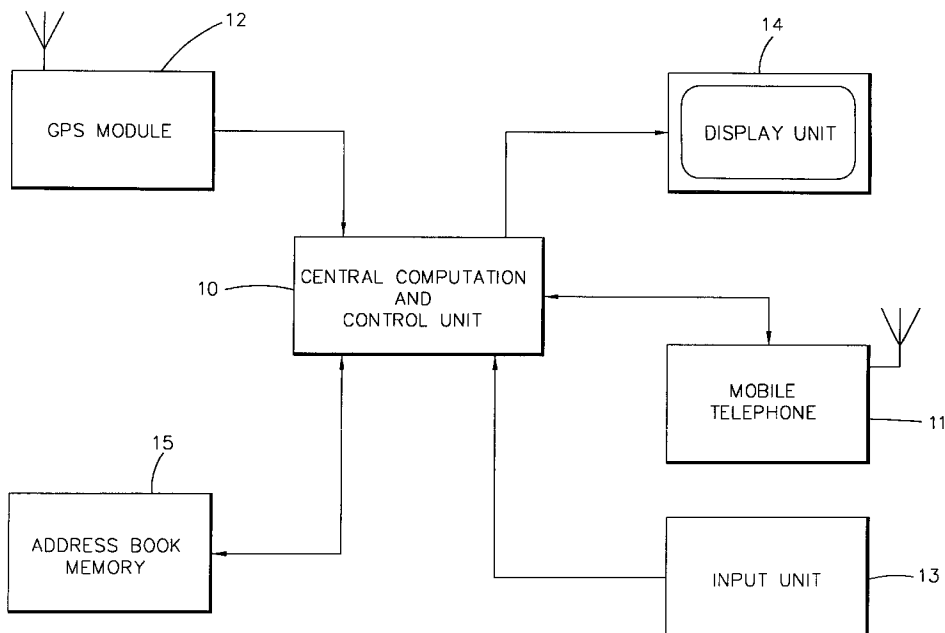 12
GPS MODULE
14
DISPLAY UNIT
10
CENTRAL COMPUTATION
AND
CONTROL UNIT
MOBILE
TELEPHONE
11
15
ADDRESS BOOK
MEMORY
INPUT UNIT
13